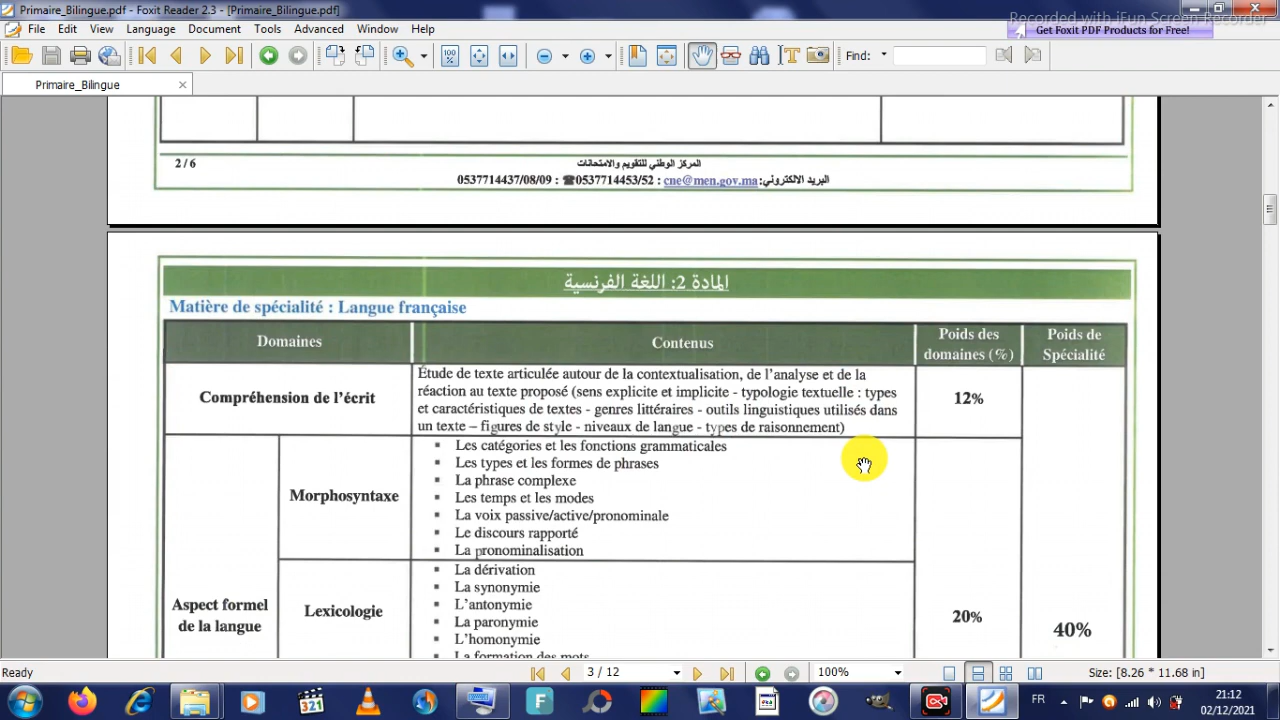 Primaire_Bilingue.pdf - Foxit Reader 2.3 - [Primaire_Bilingue.pdf]
Recorded with iFun Screen Recorder
File Edit View Language Document Tools Advanced Window Help
Get Foxit PDF Products for Free!
Find:
Primaire_Bilingue
2 / 6
المركز الوطني للتقويم والامتحانات
البريد الالكتروني: cne@men.gov.ma : ☎0537714453/52 : 0537714437/08/09
المادة 2: اللغة الفرنسية
Matière de spécialité : Langue française
Domaines
Contenus
Poids des
domaines (%)
Poids de
Spécialité
Compréhension de l'écrit
Étude de texte articulée autour de la contextualisation, de l'analyse et de la
réaction au texte proposé (sens explicite et implicite - typologie textuelle : types
et caractéristiques de textes - genres littéraires - outils linguistiques utilisés dans
un texte – figures de style - niveaux de langue - types de raisonnement)
12%
Aspect formel
de la langue
Morphosyntaxe
▪ Les catégories et les fonctions grammaticales
▪ Les types et les formes de phrases
▪ La phrase complexe
▪ Les temps et les modes
▪ La voix passive/active/pronominale
▪ Le discours rapporté
▪ La pronominalisation
Lexicologie
▪ La dérivation
▪ La synonymie
▪ L'antonymie
▪ La paronymie
▪ L'homonymie
▪ La formation des mots
20%
40%
Ready
3 / 12
100%
Size: [8.26 * 11.68 in]
FR
21:12
02/12/2021